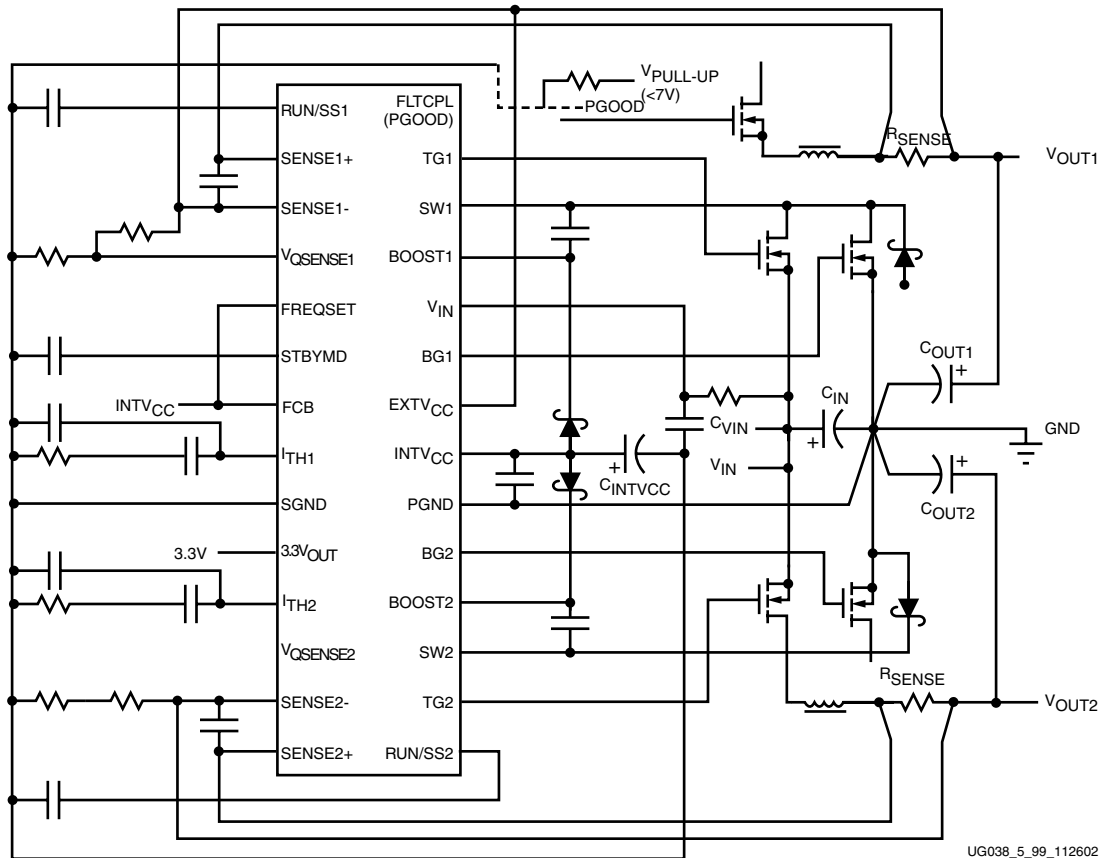 RUN/SS1
SENSE1+
SENSE1-
VQSENSE1
FREQSET
STBYMD
INTVCC
FCB
ITH1
SGND
3.3V
3.3VOUT
ITH2
VQSENSE2
SENSE2-
SENSE2+
FLTCPL
(PGOOD)
TG1
SW1
BOOST1
VIN
BG1
EXTVCC
INTVCC
PGND
BG2
BOOST2
SW2
TG2
RUN/SS2
VPULL-UP
(<7V)
PGOOD
RSENSE
VOUT1
COUT1
+
CIN
+
CVIN
VIN
GND
+
CINTVCC
+
COUT2
RSENSE
VOUT2
UG038_5_99_112602